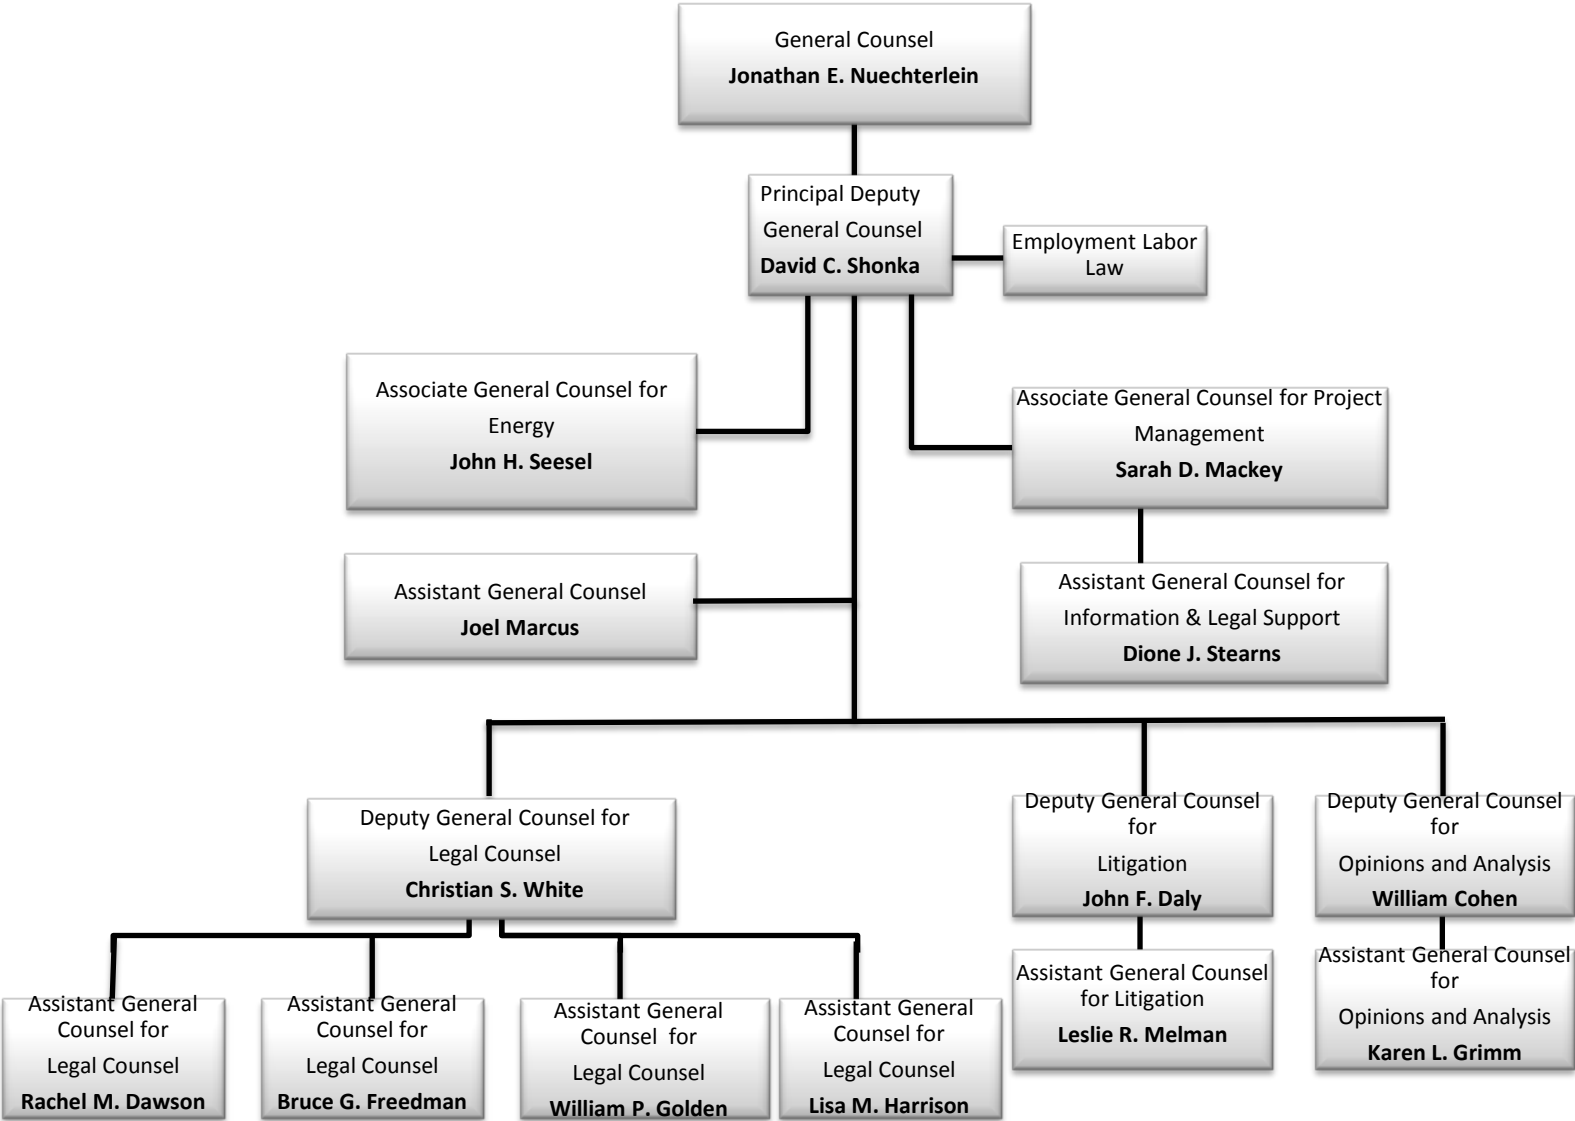 General Counsel
Jonathan E. Nuechterlein
Principal Deputy
General Counsel
David C. Shonka
Employment Labor
Law
Associate General Counsel for
Energy
John H. Seesel
Associate General Counsel for Project
Management
Sarah D. Mackey
Assistant General Counsel
Joel Marcus
Assistant General Counsel for
Information & Legal Support
Dione J. Stearns
Deputy General Counsel for
Legal Counsel
Christian S. White
Deputy General Counsel
for
Litigation
John F. Daly
Deputy General Counsel
for
Opinions and Analysis
William Cohen
Assistant General
Counsel for
Legal Counsel
Rachel M. Dawson
Assistant General
Counsel for
Legal Counsel
Bruce G. Freedman
Assistant General
Counsel for
Legal Counsel
William P. Golden
Assistant General
Counsel for
Legal Counsel
Lisa M. Harrison
Assistant General Counsel
for Litigation
Leslie R. Melman
Assistant General Counsel
for
Opinions and Analysis
Karen L. Grimm